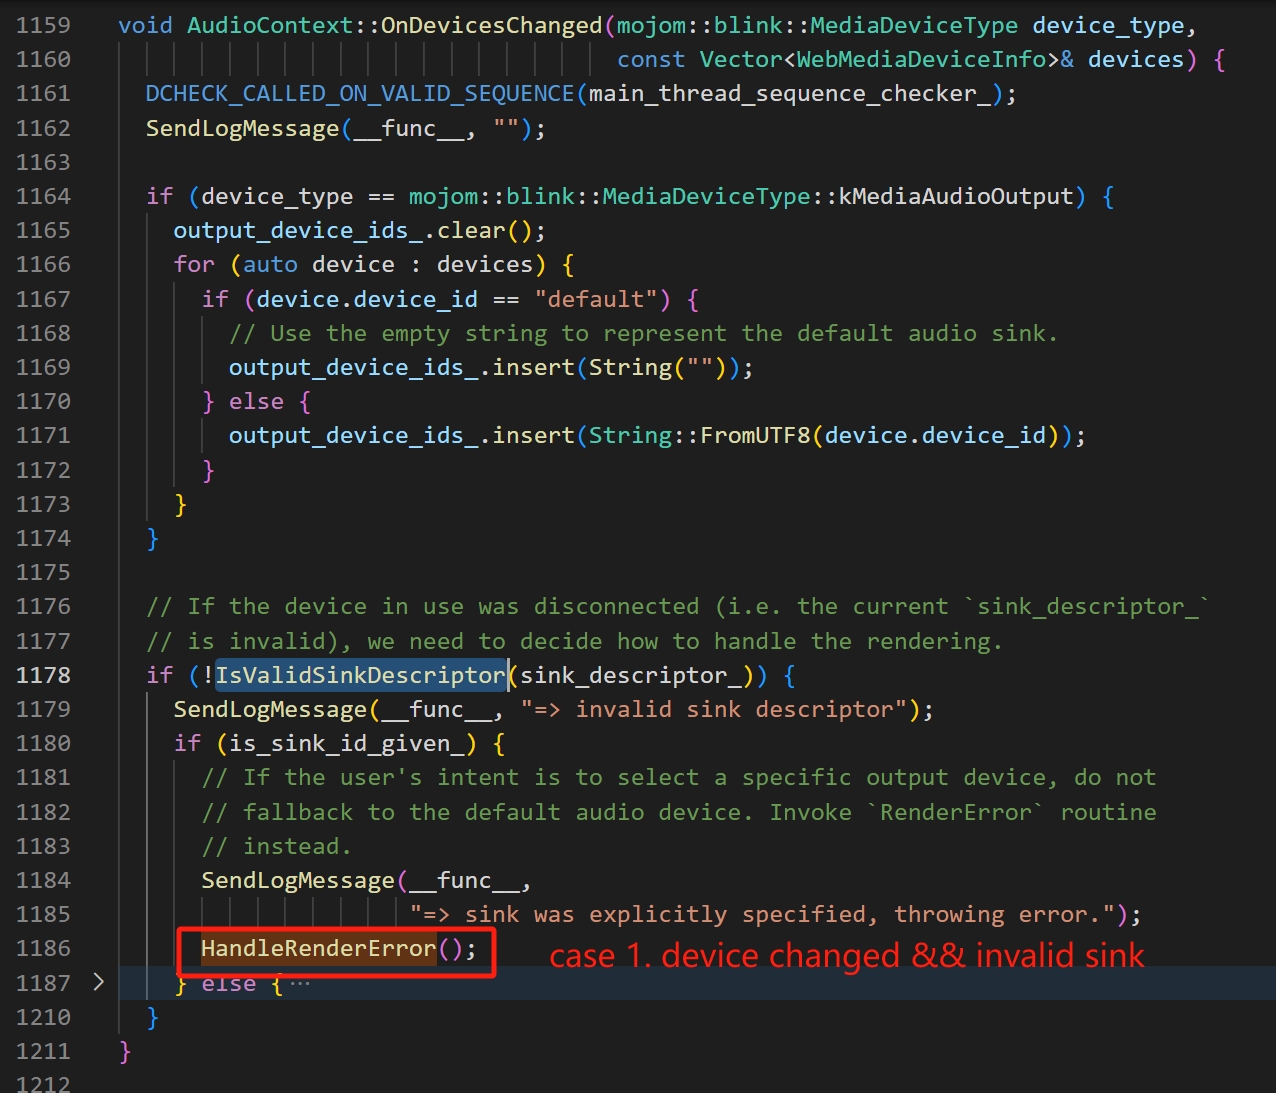 1159 void AudioContext::OnDevicesChanged(mojom::blink::MediaDeviceType device_type,
1160 const Vector<WebMediaDeviceInfo>& devices) {
1161 DCHECK_CALLED_ON_VALID_SEQUENCE(main_thread_sequence_checker_);
1162 SendLogMessage(__func__, "");
1163
1164 if (device_type == mojom::blink::MediaDeviceType::kMediaAudioOutput) {
1165 output_device_ids_.clear();
1166 for (auto device : devices) {
1167 if (device.device_id == "default") {
1168 // Use the empty string to represent the default audio sink.
1169 output_device_ids_.insert(String(""));
1170 } else {
1171 output_device_ids_.insert(String::FromUTF8(device.device_id));
1172 }
1173 }
1174 }
1175
1176 // If the device in use was disconnected (i.e. the current `sink_descriptor_`
1177 // is invalid), we need to decide how to handle the rendering.
1178 if (!IsValidSinkDescriptor(sink_descriptor_)) {
1179 SendLogMessage(__func__, "=> invalid sink descriptor");
1180 if (is_sink_id_given_) {
1181 // If the user's intent is to select a specific output device, do not
1182 // fallback to the default audio device. Invoke `RenderError` routine
1183 // instead.
1184 SendLogMessage(__func__,
1185 "=> sink was explicitly specified, throwing error.");
1186 HandleRenderError(); case 1. device changed && invalid sink
1187 > } else { ···
1210 }
1211 }
1212